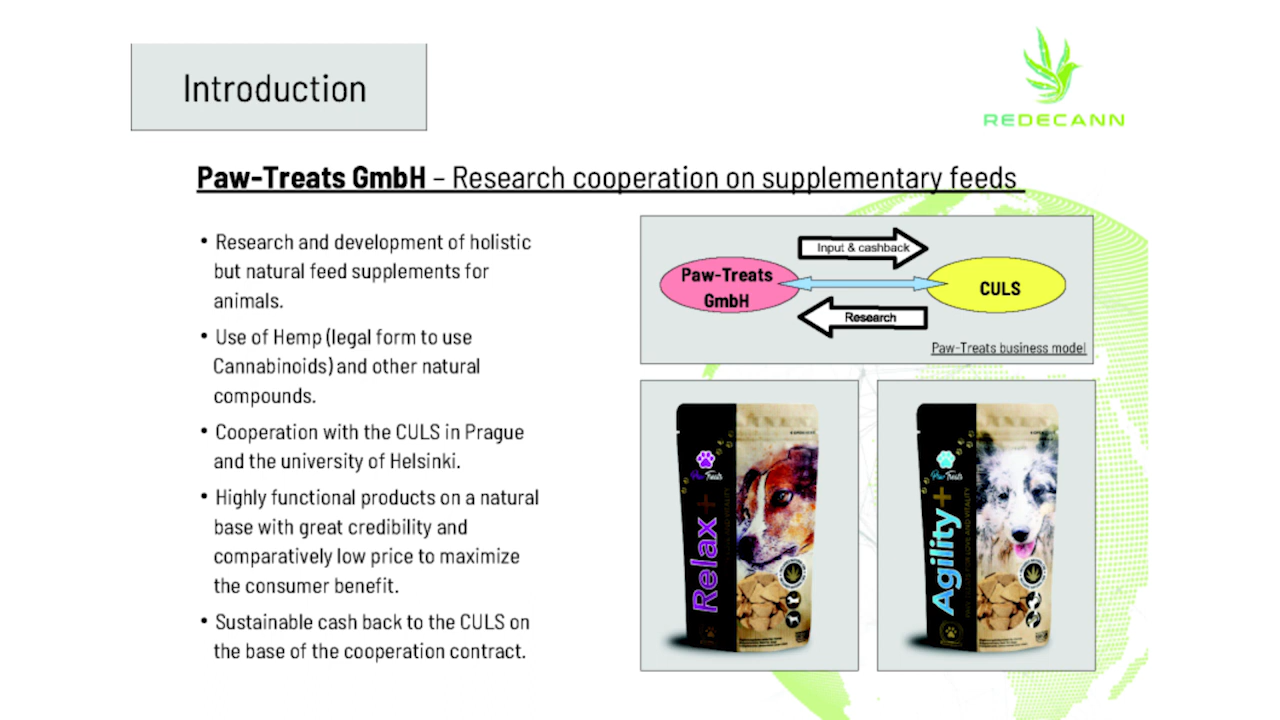 Introduction
REDECANN
Paw-Treats GmbH – Research cooperation on supplementary feeds
• Research and development of holistic
but natural feed supplements for
animals.
• Use of Hemp (legal form to use
Cannabinoids) and other natural
compounds.
• Cooperation with the CULS in Prague
and the university of Helsinki.
• Highly functional products on a natural
base with great credibility and
comparatively low price to maximize
the consumer benefit.
• Sustainable cash back to the CULS on
the base of the cooperation contract.
Input & cashback
Paw-Treats
GmbH
CULS
Research
Paw-Treats business model
Paw Treats
Relax+
Paw Treats
Agility+